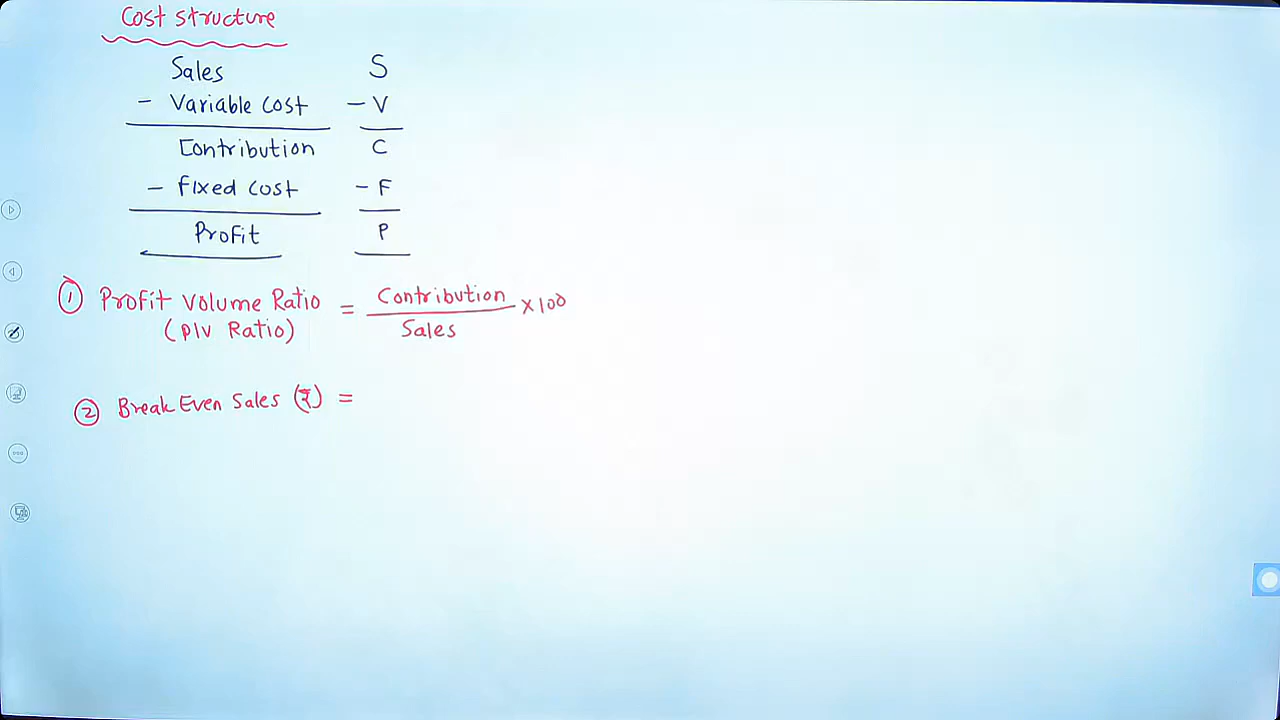 Cost structure
Sales S
- Variable cost - V
Contribution C
- Fixed cost - F
Profit P
① Profit Volume Ratio = Contribution / Sales × 100
(P/V Ratio)
② Break Even Sales (₹) =